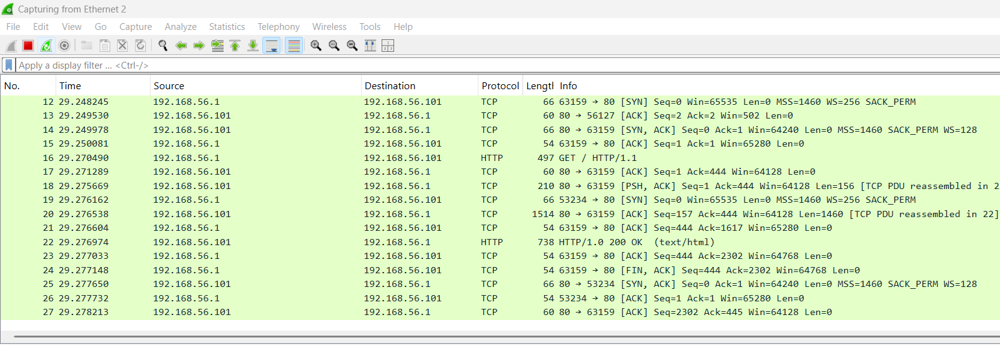 Capturing from Ethernet 2
File Edit View Go Capture Analyze Statistics Telephony Wireless Tools Help
Apply a display filter ... <Ctrl-/>
No. Time Source Destination Protocol Length Info
12 29.248245 192.168.56.1 192.168.56.101 TCP 66 63159 → 80 [SYN] Seq=0 Win=65535 Len=0 MSS=1460 WS=256 SACK_PERM
13 29.249530 192.168.56.101 192.168.56.1 TCP 60 80 → 56127 [ACK] Seq=2 Ack=2 Win=502 Len=0
14 29.249978 192.168.56.101 192.168.56.1 TCP 66 80 → 63159 [SYN, ACK] Seq=0 Ack=1 Win=64240 Len=0 MSS=1460 SACK_PERM WS=128
15 29.250081 192.168.56.1 192.168.56.101 TCP 54 63159 → 80 [ACK] Seq=1 Ack=1 Win=65280 Len=0
16 29.270490 192.168.56.1 192.168.56.101 HTTP 497 GET / HTTP/1.1
17 29.271289 192.168.56.101 192.168.56.1 TCP 60 80 → 63159 [ACK] Seq=1 Ack=444 Win=64128 Len=0
18 29.275669 192.168.56.101 192.168.56.1 TCP 210 80 → 63159 [PSH, ACK] Seq=1 Ack=444 Win=64128 Len=156 [TCP PDU reassembled in 2
19 29.276162 192.168.56.1 192.168.56.101 TCP 66 53234 → 80 [SYN] Seq=0 Win=65535 Len=0 MSS=1460 WS=256 SACK_PERM
20 29.276538 192.168.56.101 192.168.56.1 TCP 1514 80 → 63159 [ACK] Seq=157 Ack=444 Win=64128 Len=1460 [TCP PDU reassembled in 22]
21 29.276604 192.168.56.1 192.168.56.101 TCP 54 63159 → 80 [ACK] Seq=444 Ack=1617 Win=65280 Len=0
22 29.276974 192.168.56.101 192.168.56.1 HTTP 738 HTTP/1.0 200 OK (text/html)
23 29.277033 192.168.56.1 192.168.56.101 TCP 54 63159 → 80 [ACK] Seq=444 Ack=2302 Win=64768 Len=0
24 29.277148 192.168.56.1 192.168.56.101 TCP 54 63159 → 80 [FIN, ACK] Seq=444 Ack=2302 Win=64768 Len=0
25 29.277650 192.168.56.101 192.168.56.1 TCP 66 80 → 53234 [SYN, ACK] Seq=0 Ack=1 Win=64240 Len=0 MSS=1460 SACK_PERM WS=128
26 29.277732 192.168.56.1 192.168.56.101 TCP 54 53234 → 80 [ACK] Seq=1 Ack=1 Win=65280 Len=0
27 29.278213 192.168.56.101 192.168.56.1 TCP 60 80 → 63159 [ACK] Seq=2302 Ack=445 Win=64128 Len=0